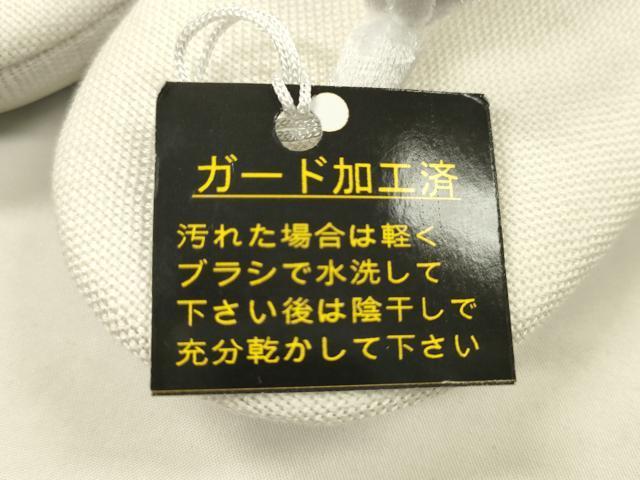 ガード加工済
汚れた場合は軽く
ブラシで水洗して
下さい後は陰干しで
充分乾かして下さい